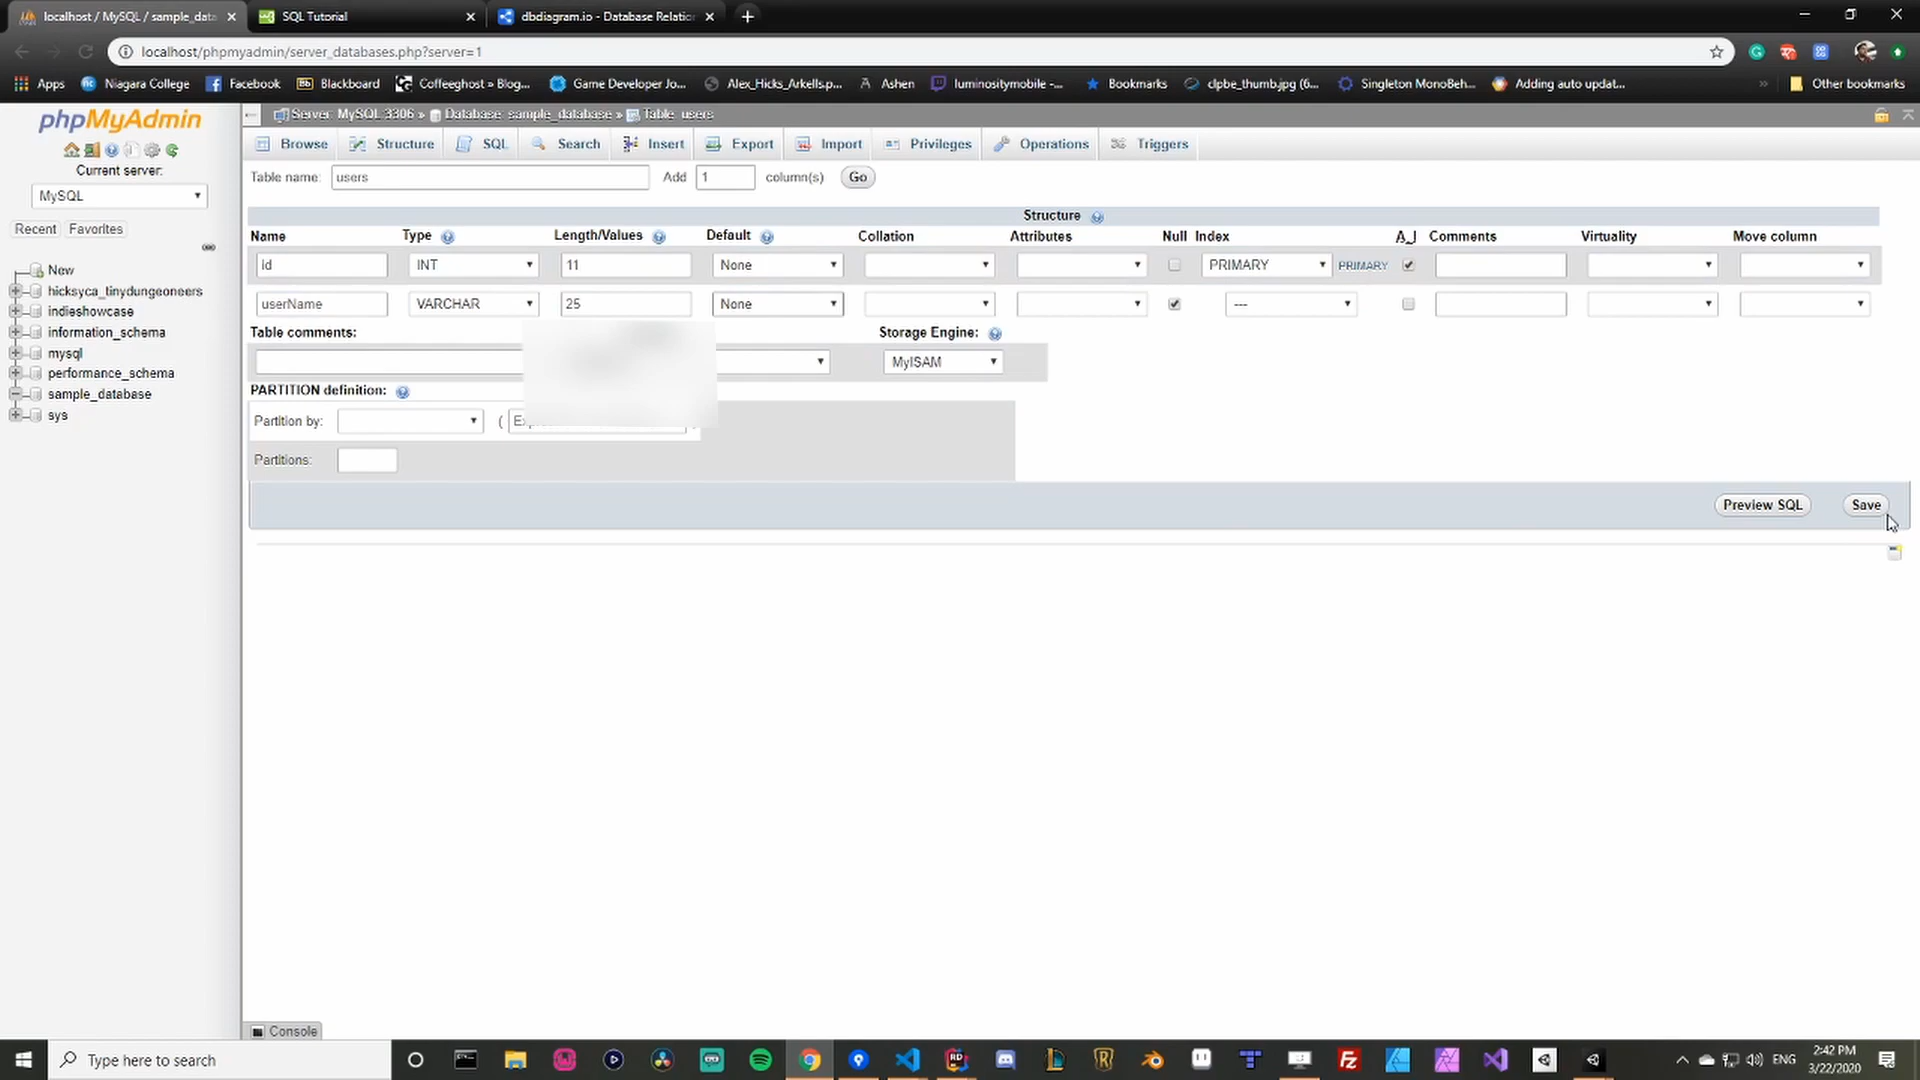 localhost / MySQL / sample_data
SQL Tutorial
dbdiagram.io - Database Relation
localhost/phpmyadmin/server_databases.php?server=1
Apps
Niagara College
Facebook
Blackboard
Coffeeghost » Blog...
Game Developer Jo...
Alex_Hicks_Arkells.p...
Ashen
luminositymobile -...
Bookmarks
clpbe_thumb.jpg (6...
Singleton MonoBeh...
Adding auto updat...
»
Other bookmarks
phpMyAdmin
Current server:
MySQL
Recent Favorites
New
hicksyca_tinydungeoneers
indieshowcase
information_schema
mysql
performance_schema
sample_database
sys
Server: MySQL:3306 » Database: sample_database » Table: users
Browse Structure SQL Search Insert Export Import Privileges Operations Triggers
Table name: users Add 1 column(s) Go
Structure
Name Type Length/Values Default Collation Attributes Null Index A_I Comments Virtuality Move column
id INT 11 None PRIMARY PRIMARY
userName VARCHAR 25 None ---
Table comments: Storage Engine:
MyISAM
PARTITION definition:
Partition by: (
Partitions:
Preview SQL Save
Console
Type here to search
ENG
2:42 PM
3/22/2020